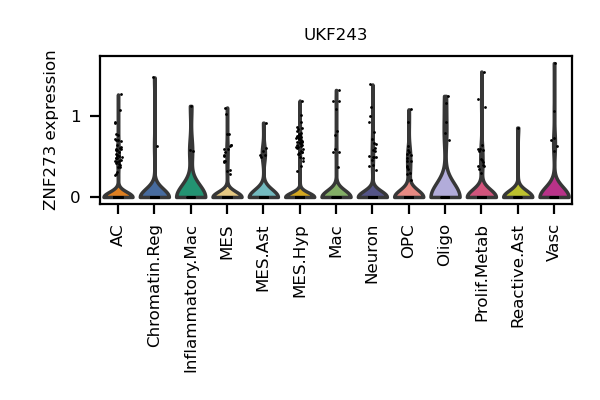 UKF243
ZNF273 expression
1
0
AC
Chromatin.Reg
Inflammatory.Mac
MES
MES.Ast
MES.Hyp
Mac
Neuron
OPC
Oligo
Prolif.Metab
Reactive.Ast
Vasc